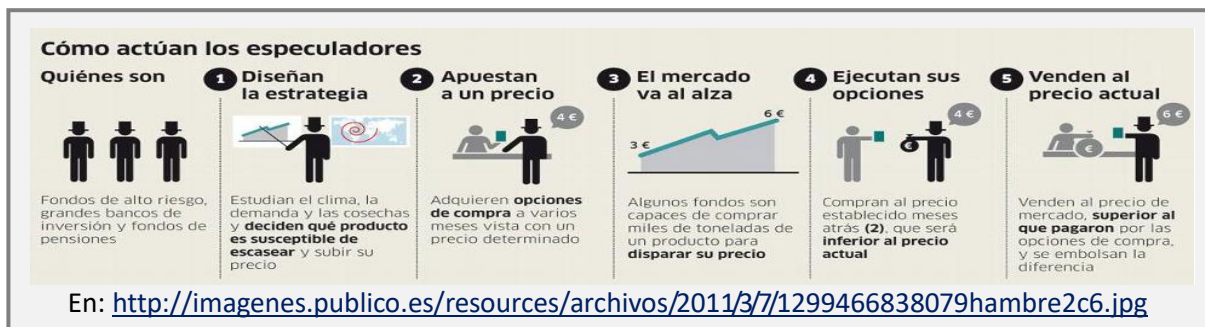 Cómo actúan los especuladores
Quiénes son
Fondos de alto riesgo,
grandes bancos de
inversión y fondos de
pensiones
1 Diseñan
la estrategia
Estudian el clima, la
demanda y las cosechas
y deciden qué producto
es susceptible de
escasear y subir su
precio
2 Apuestan
a un precio
4 €
Adquieren opciones
de compra a varios
meses vista con un
precio determinado
3 El mercado
va al alza
3 €
6 €
Algunos fondos son
capaces de comprar
miles de toneladas de
un producto para
disparar su precio
4 Ejecutan sus
opciones
4 €
€
Compran al precio
establecido meses
atrás (2), que será
inferior al precio
actual
5 Venden al
precio actual
6 €
€
Venden al precio de
mercado, superior al
que pagaron por las
opciones de compra,
y se embolsan la
diferencia
En: http://imagenes.publico.es/resources/archivos/2011/3/7/1299466838079hambre2c6.jpg